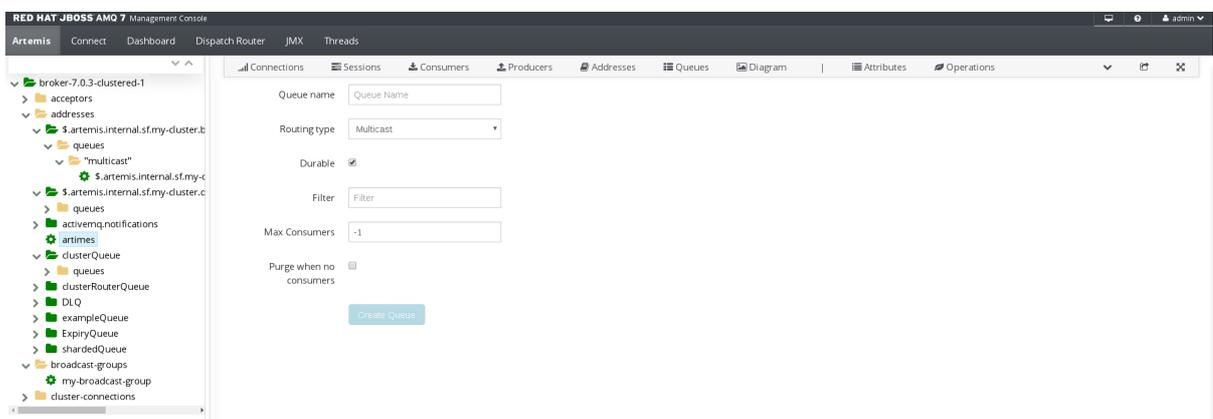 RED HAT JBOSS AMQ 7 Management Console
admin
Artemis Connect Dashboard Dispatch Router JMX Threads
Connections Sessions Consumers Producers Addresses Queues Diagram | Attributes Operations
broker-7.0.3-clustered-1
acceptors
addresses
$.artemis.internal.sf.my-cluster.b
queues
"multicast"
$.artemis.internal.sf.my-c
$.artemis.internal.sf.my-cluster.c
queues
activemq.notifications
artimes
clusterQueue
queues
clusterRouterQueue
DLQ
exampleQueue
ExpiryQueue
shardedQueue
broadcast-groups
my-broadcast-group
cluster-connections
Queue name Queue Name
Routing type Multicast
Durable
Filter Filter
Max Consumers -1
Purge when no
consumers
Create Queue